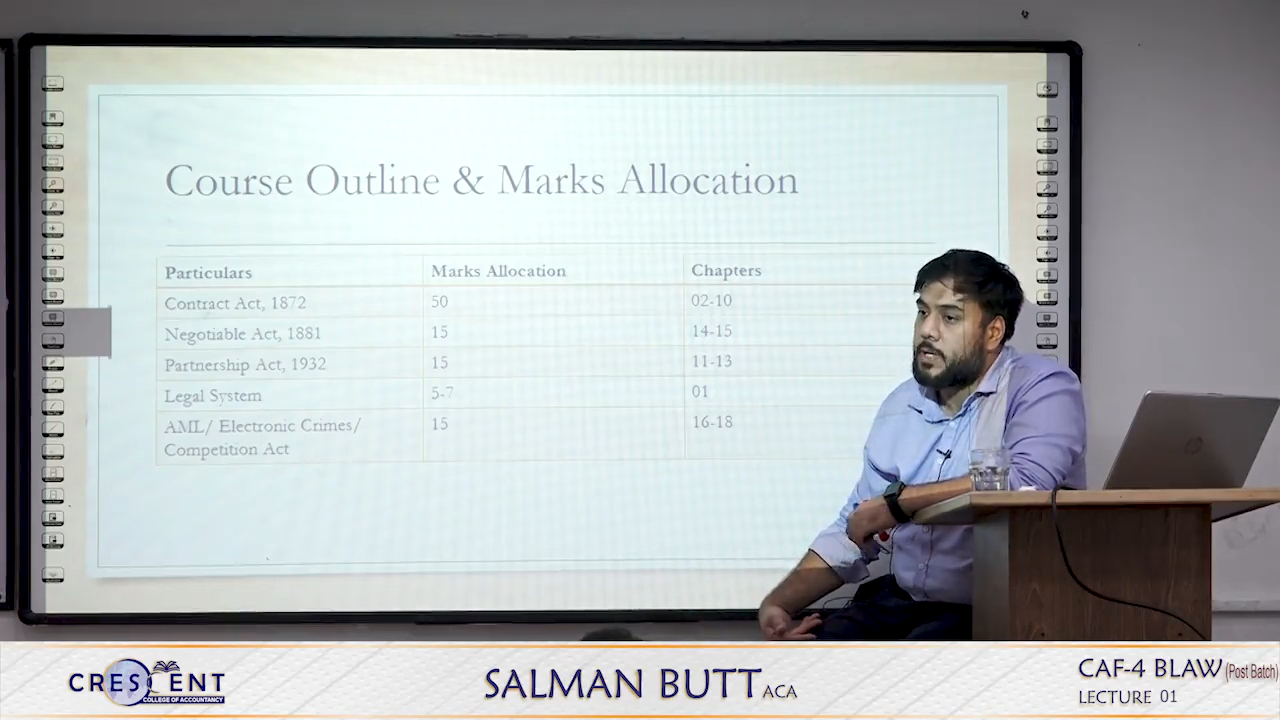 Course Outline & Marks Allocation
Particulars Marks Allocation Chapters
Contract Act, 1872 50 02-10
Negotiable Act, 1881 15 14-15
Partnership Act, 1932 15 11-13
Legal System 5-7 01
AML/ Electronic Crimes/ 15 16-18
Competition Act
CRESCENT
COLLEGE OF ACCOUNTANCY
SALMAN BUTT ACA
CAF-4 BLAW (Post Batch)
LECTURE 01